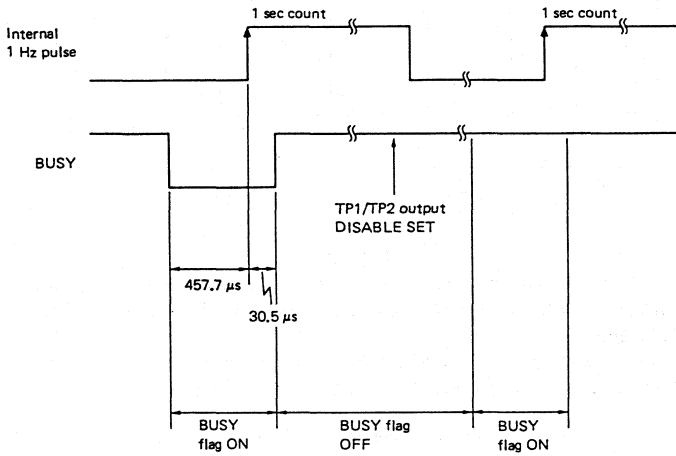 1 sec count
1 sec count
Internal
1 Hz pulse
BUSY
TP1/TP2 output
DISABLE SET
457.7 μs
30.5 μs
BUSY
flag ON
BUSY flag
OFF
BUSY
flag ON